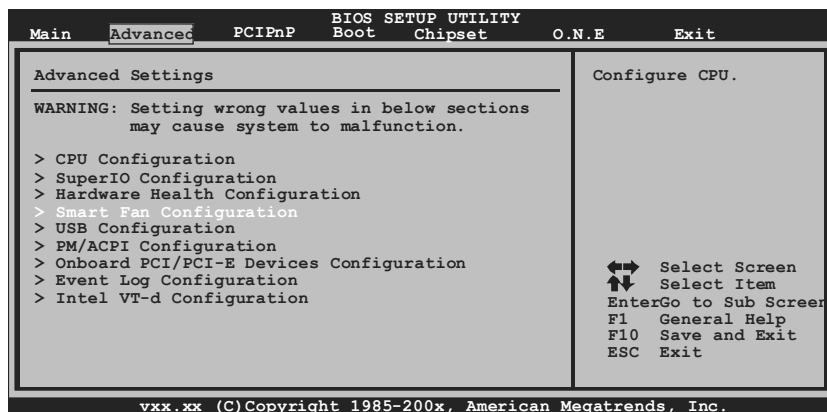 BIOS SETUP UTILITY
Main Advanced PCIPnP Boot Chipset O.N.E Exit
Advanced Settings
WARNING: Setting wrong values in below sections
may cause system to malfunction.
> CPU Configuration
> SuperIO Configuration
> Hardware Health Configuration
> Smart Fan Configuration
> USB Configuration
> PM/ACPI Configuration
> Onboard PCI/PCI-E Devices Configuration
> Event Log Configuration
> Intel VT-d Configuration
Configure CPU.
Select Screen
Select Item
EnterGo to Sub Screen
F1 General Help
F10 Save and Exit
ESC Exit
vxx.xx (C)Copyright 1985-200x, American Megatrends, Inc.